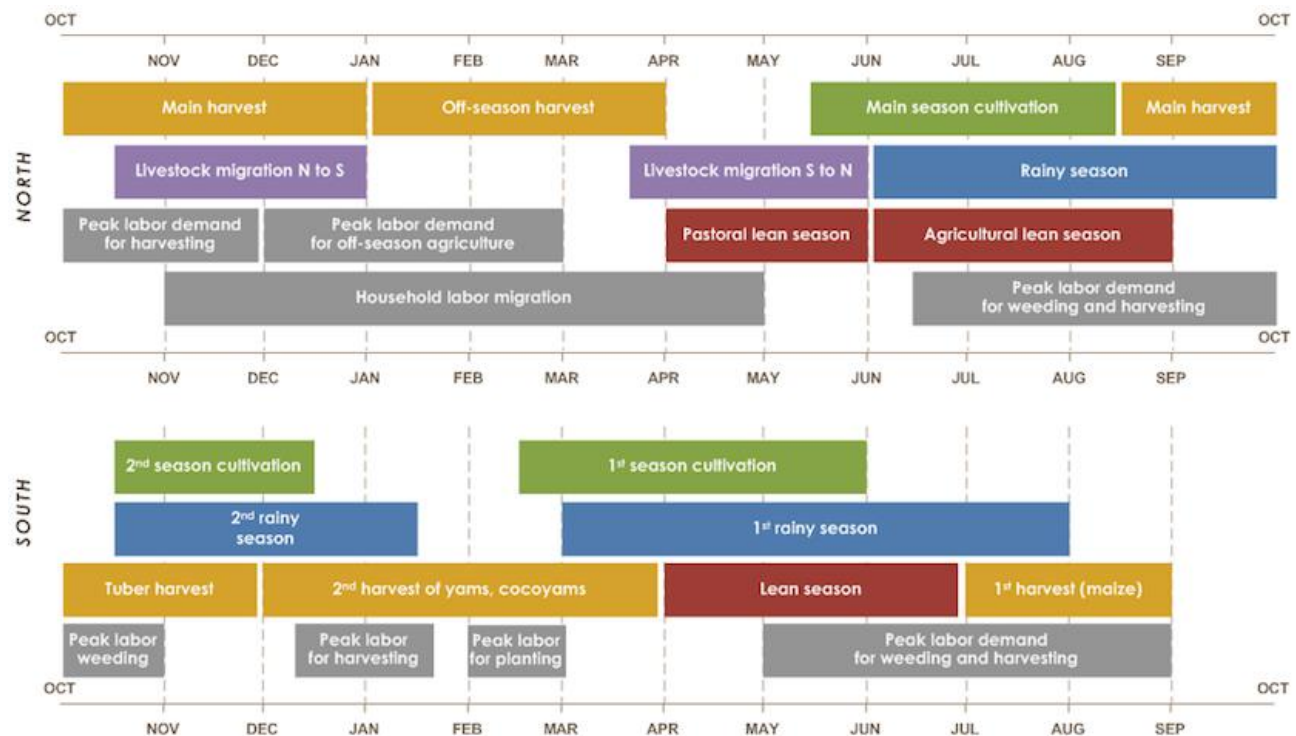 OCT OCT
NOV DEC JAN FEB MAR APR MAY JUN JUL AUG SEP
NORTH
Main harvest Off-season harvest Main season cultivation Main harvest
Livestock migration N to S Livestock migration S to N Rainy season
Peak labor demand
for harvesting
Peak labor demand
for off-season agriculture
Pastoral lean season Agricultural lean season
Household labor migration
Peak labor demand
for weeding and harvesting
OCT OCT
NOV DEC JAN FEB MAR APR MAY JUN JUL AUG SEP
SOUTH
2nd season cultivation 1st season cultivation
2nd rainy
season
1st rainy season
Tuber harvest 2nd harvest of yams, cocoyams Lean season 1st harvest (maize)
Peak labor
weeding
Peak labor
for harvesting
Peak labor
for planting
Peak labor demand
for weeding and harvesting
OCT OCT
NOV DEC JAN FEB MAR APR MAY JUN JUL AUG SEP